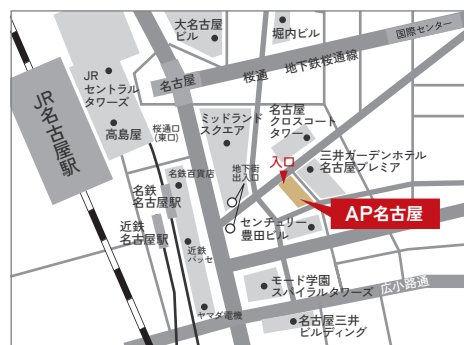 大名古屋
ビル
堀内ビル
国際センター
JR
セントラル
タワーズ
名古屋
桜通
地下鉄桜通線
JR名古屋駅
高島屋
桜通口
(東口)
ミッドランド
スクエア
名古屋
クロスコート
タワー
入口
三井ガーデンホテル
名古屋プレミア
名鉄百貨店
地下街
出入口
名鉄
名古屋駅
AP名古屋
近鉄
名古屋駅
センチュリー
豊田ビル
近鉄
パッセ
モード学園
スパイラルタワーズ
広小路通
ヤマダ電機
名古屋三井
ビルディング